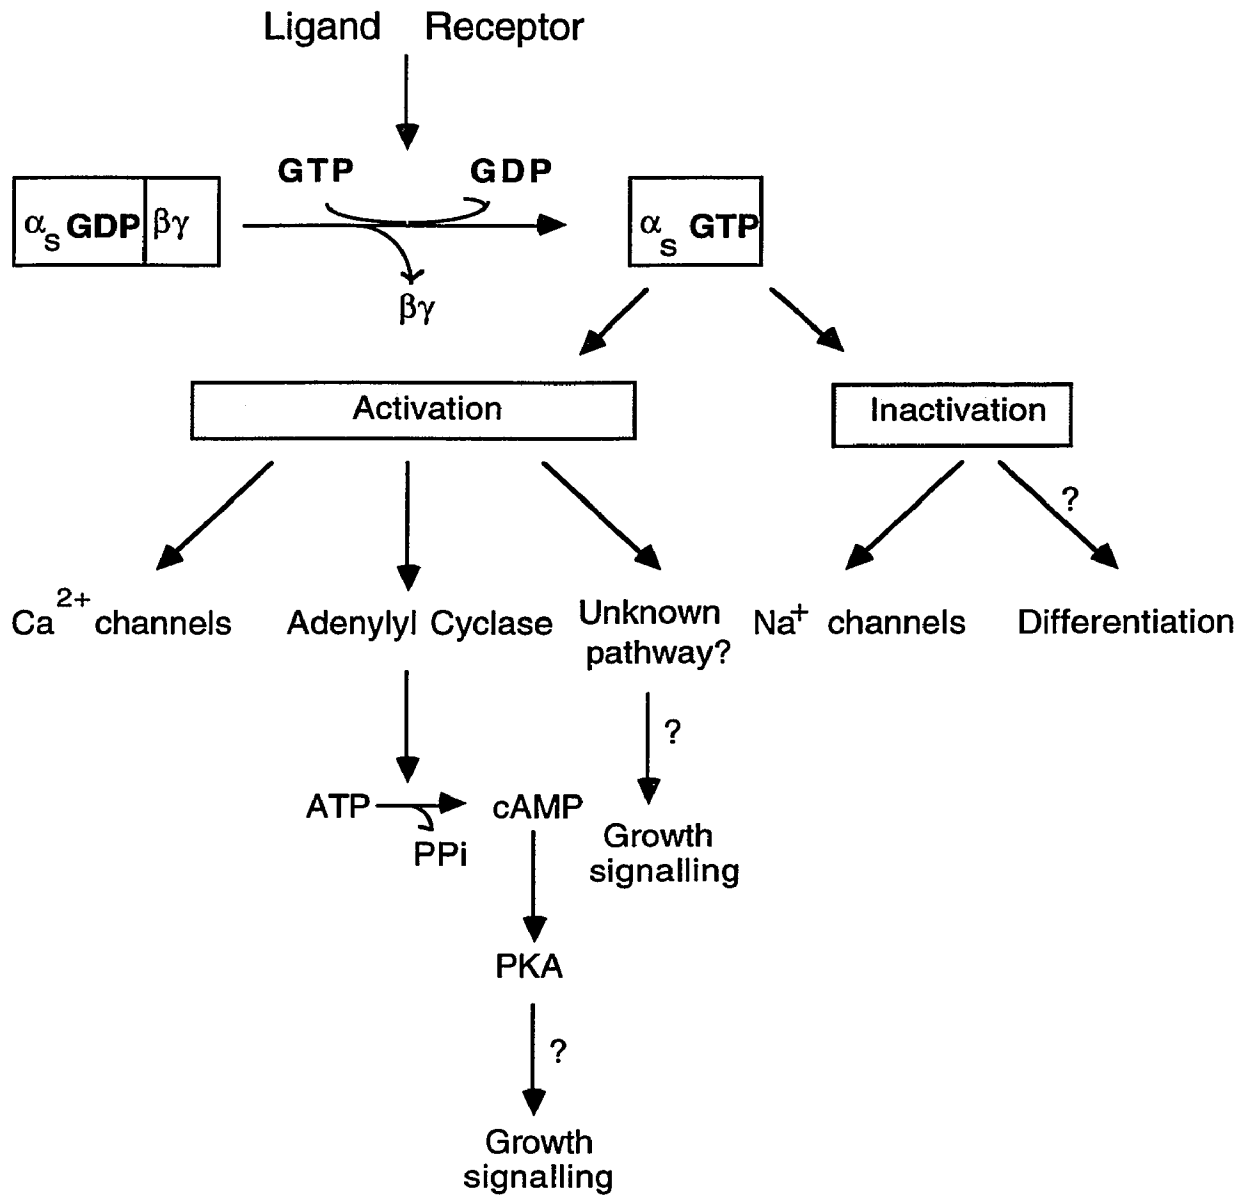 Ligand Receptor
GTP GDP
αs GDP βγ
αs GTP
βγ
Activation
Inactivation
?
Ca2+ channels
Adenylyl Cyclase
Unknown
pathway?
Na+ channels
Differentiation
?
ATP
cAMP
PPi
Growth
signalling
PKA
?
Growth
signalling